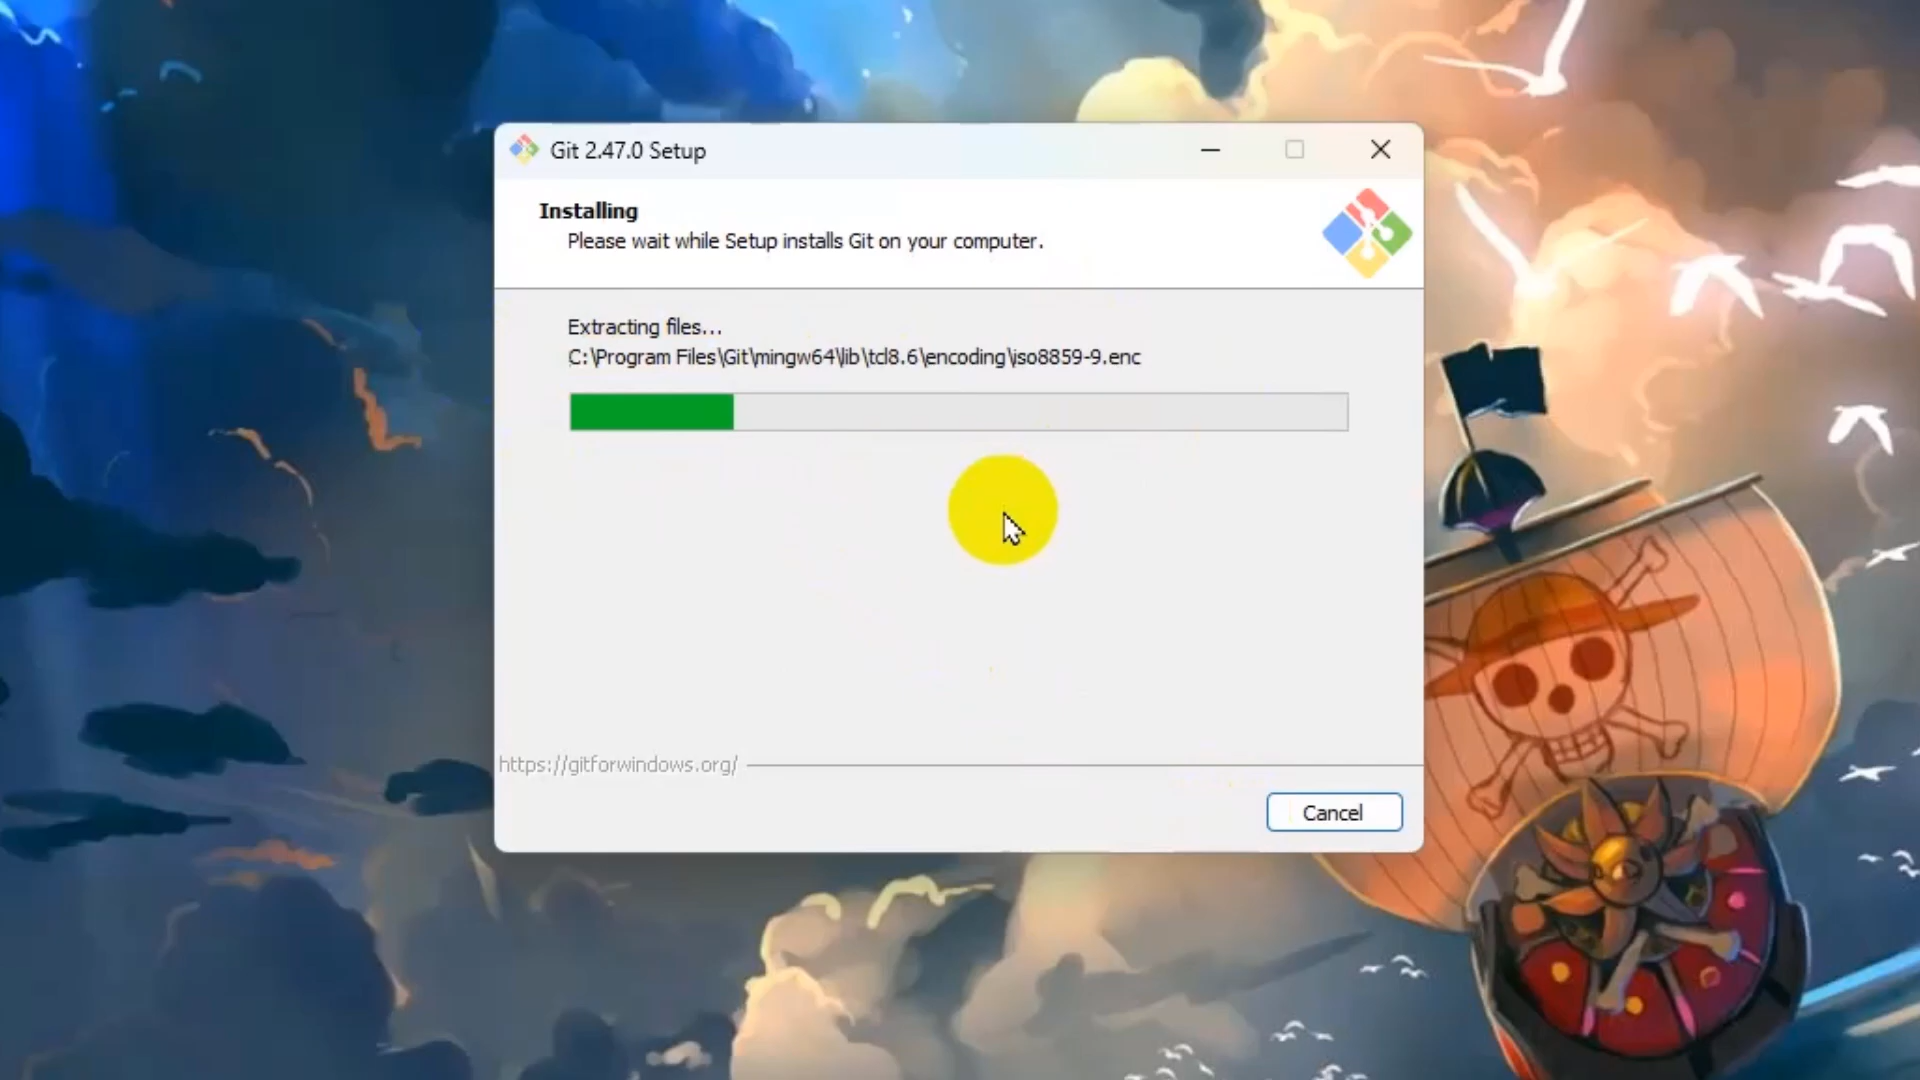 Git 2.47.0 Setup
Installing
Please wait while Setup installs Git on your computer.
Extracting files...
C:\Program Files\Git\mingw64\lib\tcl8.6\encoding\iso8859-9.enc
https://gitforwindows.org/
Cancel